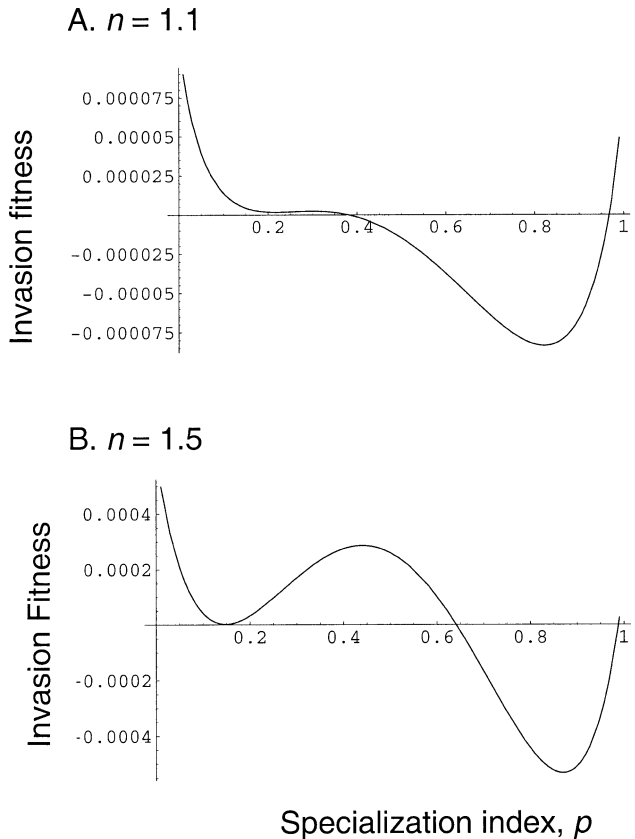 A. n = 1.1
Invasion fitness
0.000075
0.00005
0.000025
0.2 0.4 0.6 0.8 1
-0.000025
-0.00005
-0.000075
B. n = 1.5
Invasion Fitness
0.0004
0.0002
0.2 0.4 0.6 0.8 1
-0.0002
-0.0004
Specialization index, p